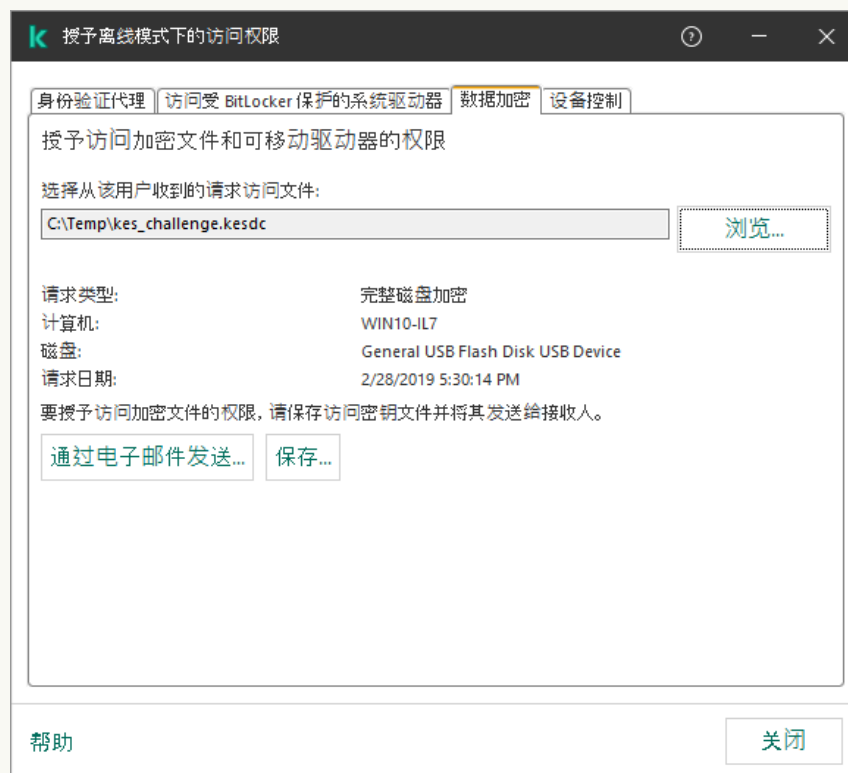 授予离线模式下的访问权限
身份验证代理 访问受 BitLocker 保护的系统驱动器 数据加密 设备控制
授予访问加密文件和可移动驱动器的权限
选择从该用户收到的请求访问文件:
C:\Temp\kes_challenge.kesdc 浏览...
请求类型: 完整磁盘加密
计算机: WIN10-IL7
磁盘: General USB Flash Disk USB Device
请求日期: 2/28/2019 5:30:14 PM
要授予访问加密文件的权限, 请保存访问密钥文件并将其发送给接收人。
通过电子邮件发送... 保存...
帮助 关闭